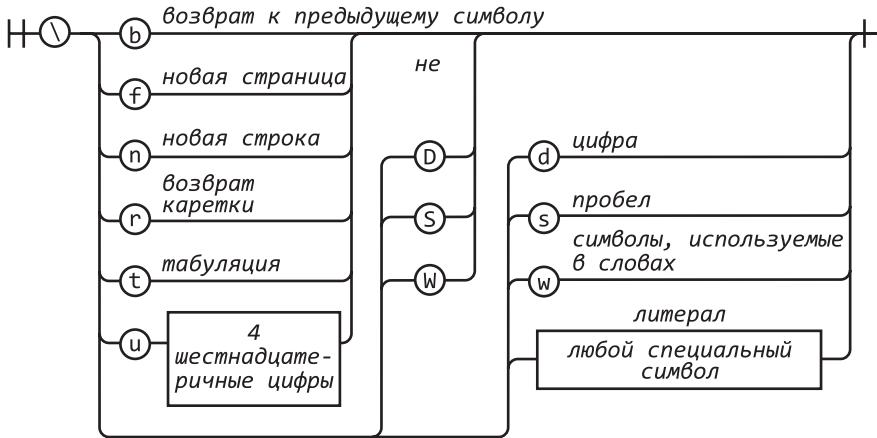 \
b возврат к предыдущему символу
не
f новая страница
n новая строка
D
d цифра
r возврат
каретки
S
s пробел
t табуляция
W
w символы, используемые
в словах
u 4
шестнадцате-
ричные цифры
литерал
любой специальный
символ